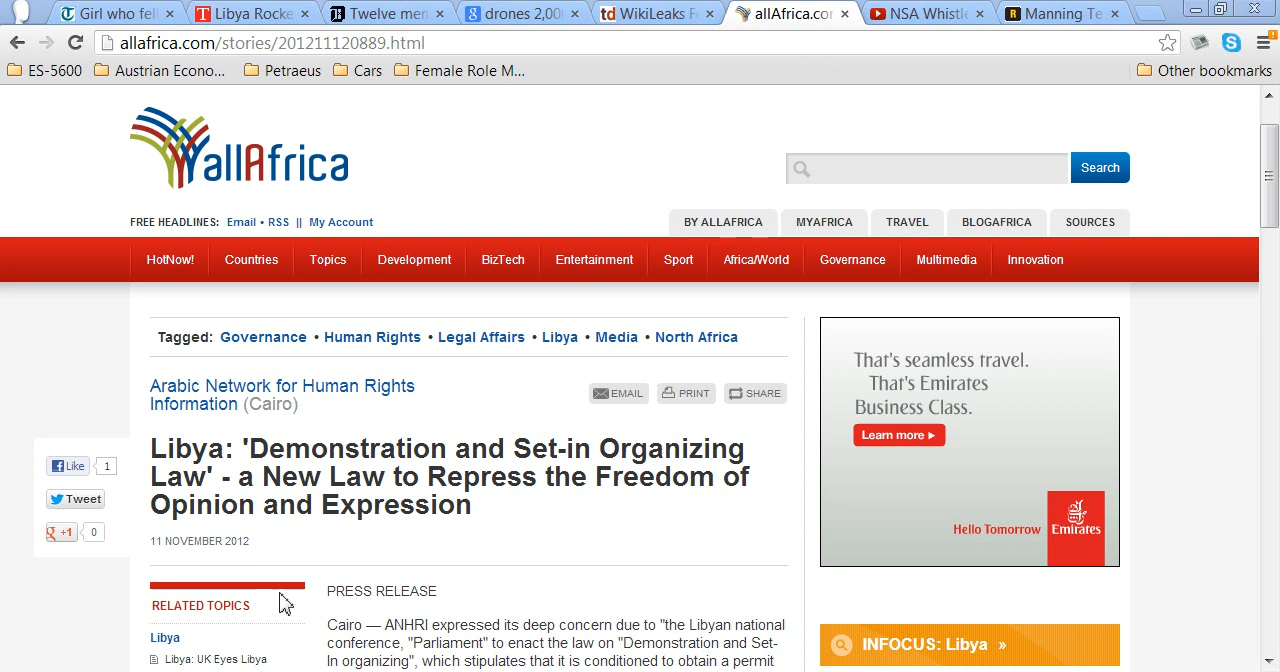 Girl who fell
Libya Rocke
Twelve men
drones 2,00
WikiLeaks F
allAfrica.cor
NSA Whistle
Manning Te
allafrica.com/stories/201211120889.html
ES-5600
Austrian Econo...
Petraeus
Cars
Female Role M...
Other bookmarks
allAfrica
Search
FREE HEADLINES: Email • RSS || My Account
BY ALLAFRICA
MYAFRICA
TRAVEL
BLOGAFRICA
SOURCES
HotNow!
Countries
Topics
Development
BizTech
Entertainment
Sport
Africa/World
Governance
Multimedia
Innovation
Tagged: Governance • Human Rights • Legal Affairs • Libya • Media • North Africa
Arabic Network for Human Rights
Information (Cairo)
EMAIL
PRINT
SHARE
Libya: 'Demonstration and Set-in Organizing
Law' - a New Law to Repress the Freedom of
Opinion and Expression
11 NOVEMBER 2012
Like 1
Tweet
+1 0
RELATED TOPICS
Libya
Libya: UK Eyes Libya
PRESS RELEASE
Cairo — ANHRI expressed its deep concern due to "the Libyan national
conference, "Parliament" to enact the law on "Demonstration and Set-
In organizing", which stipulates that it is conditioned to obtain a permit
That's seamless travel.
That's Emirates
Business Class.
Learn more
Hello Tomorrow
Emirates
INFOCUS: Libya »